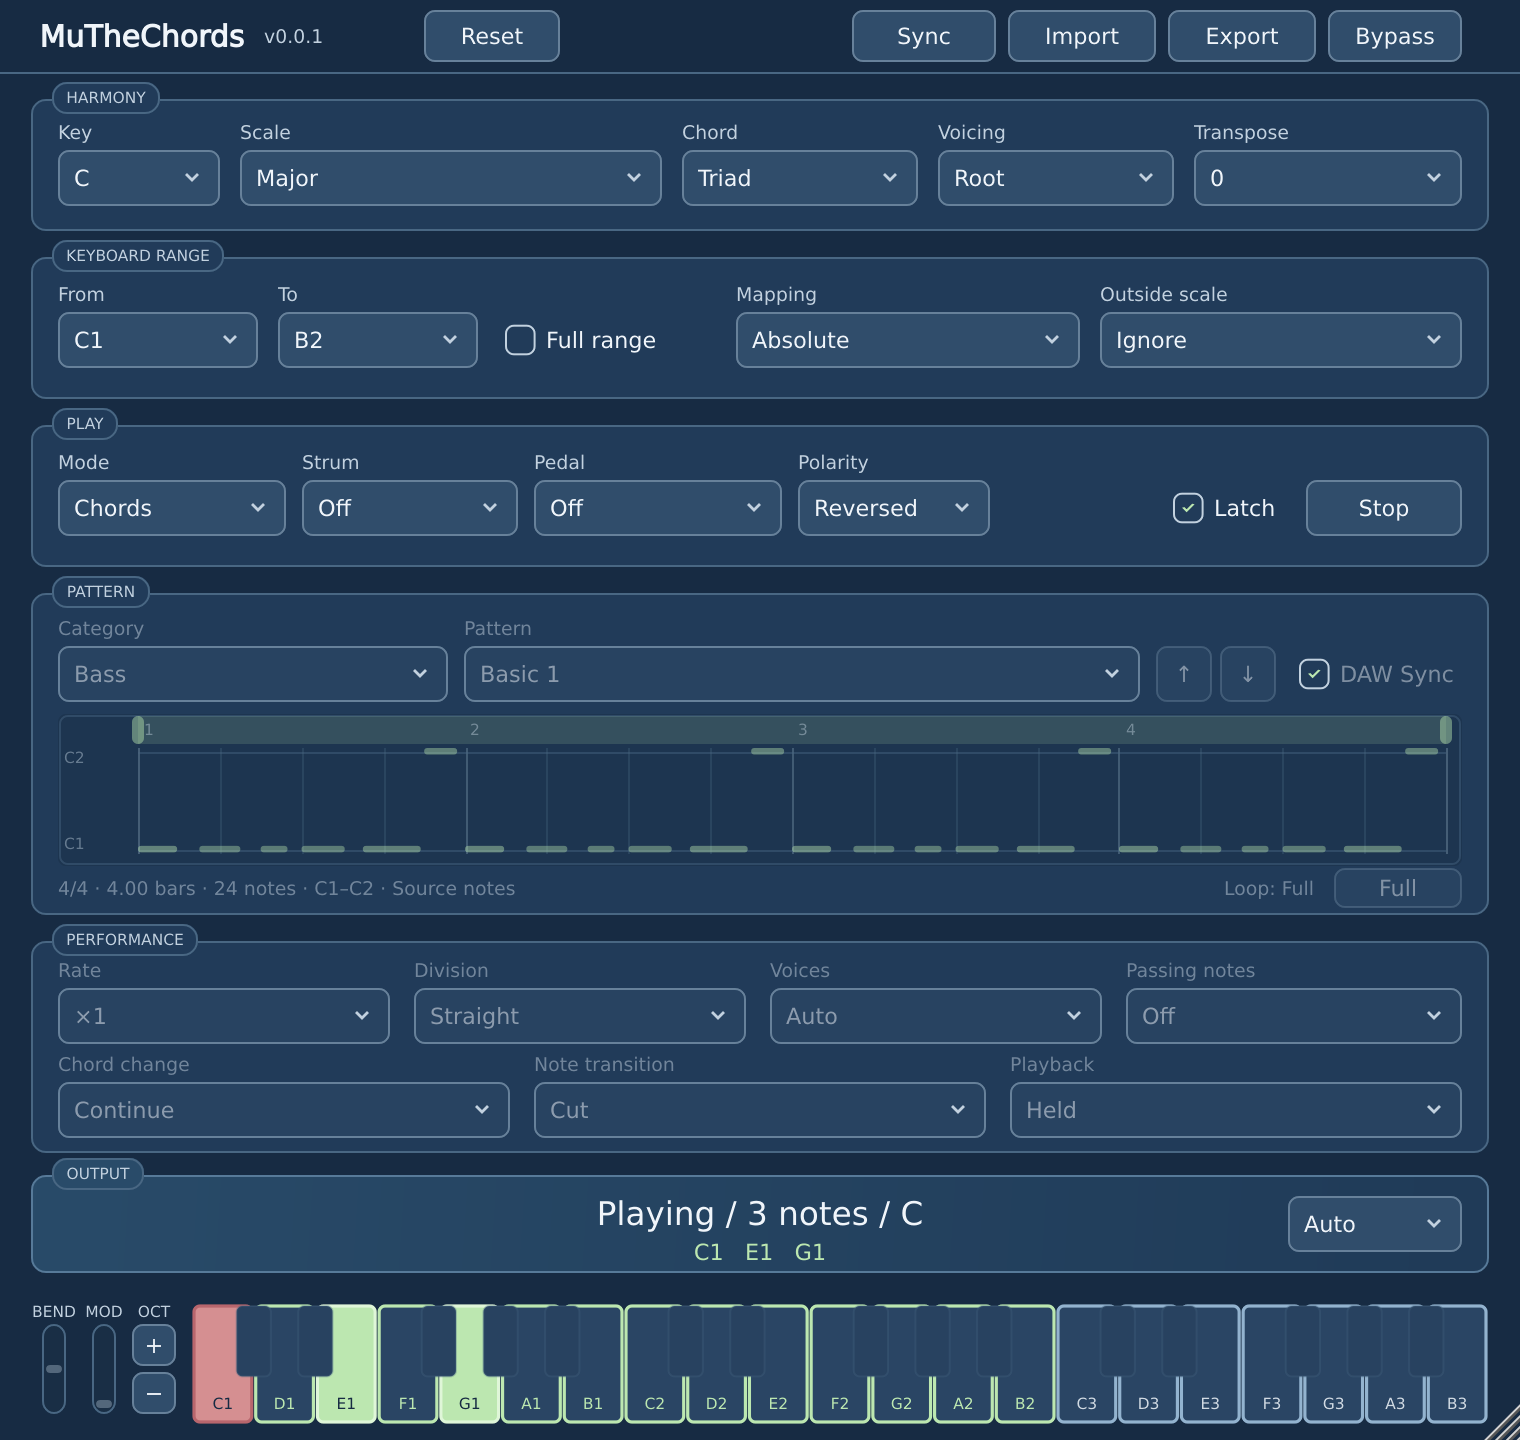 MuTheChords v0.0.1 Reset Sync Import Export Bypass
HARMONY
Key Scale Chord Voicing Transpose
C Major Triad Root 0
KEYBOARD RANGE
From To Mapping Outside scale
C1 B2 Full range Absolute Ignore
PLAY
Mode Strum Pedal Polarity
Chords Off Off Reversed Latch Stop
PATTERN
Category Pattern
Bass Basic 1 ↑ ↓ DAW Sync
1 2 3 4
C2
C1
4/4 · 4.00 bars · 24 notes · C1–C2 · Source notes Loop: Full Full
PERFORMANCE
Rate Division Voices Passing notes
×1 Straight Auto Off
Chord change Note transition Playback
Continue Cut Held
OUTPUT
Playing / 3 notes / C Auto
C1 E1 G1
BEND MOD OCT
+
−
C1 D1 E1 F1 G1 A1 B1 C2 D2 E2 F2 G2 A2 B2 C3 D3 E3 F3 G3 A3 B3